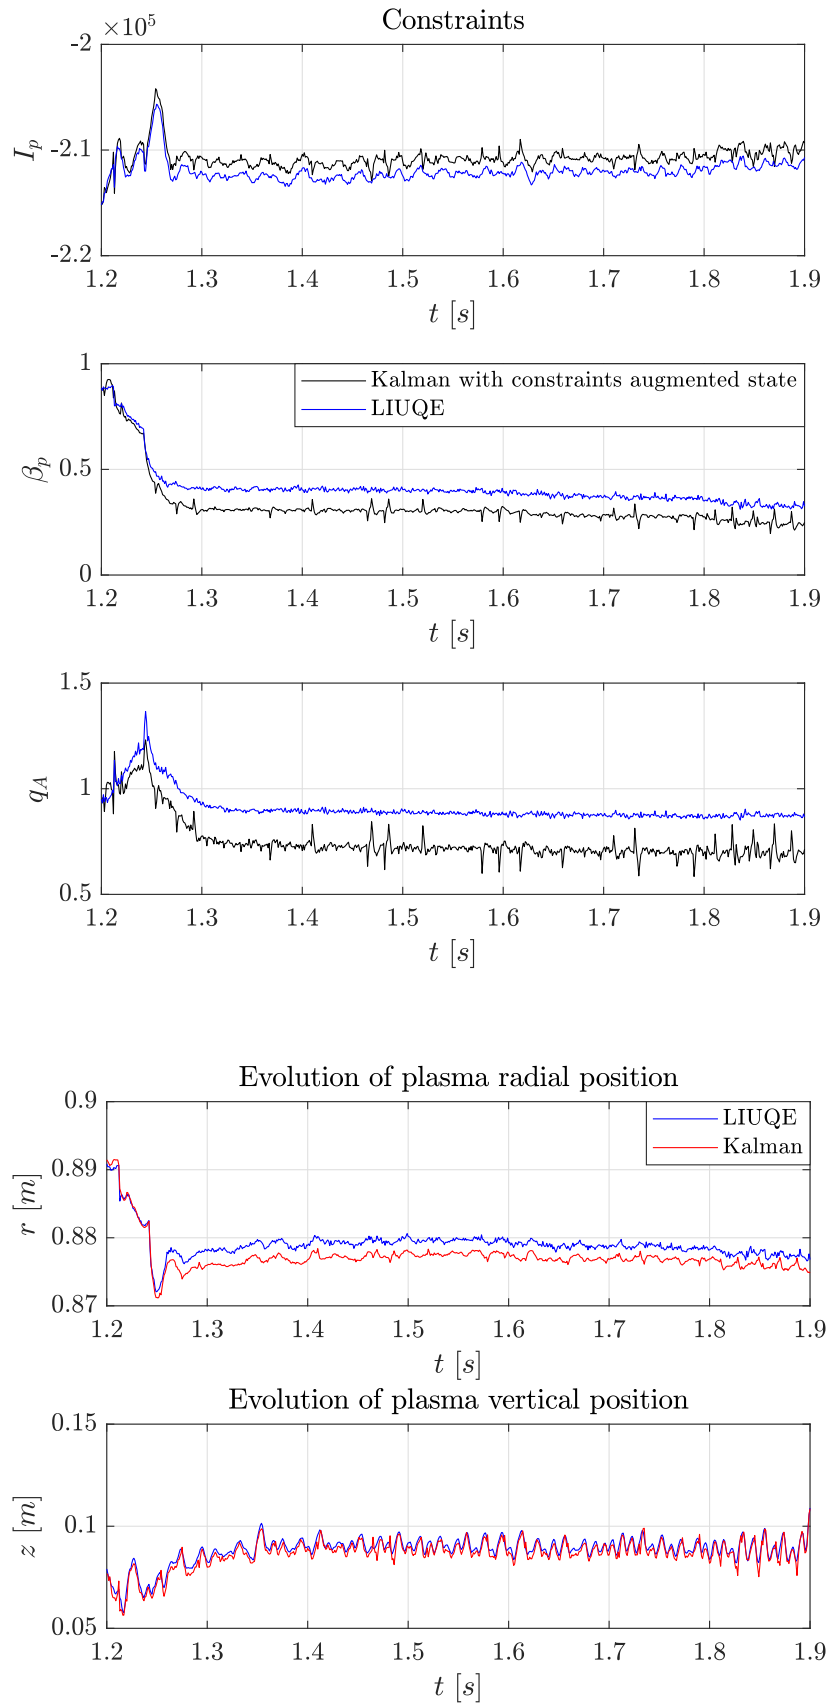 Constraints
×10⁵
-2
-2.1
-2.2
I_p
1.2 1.3 1.4 1.5 1.6 1.7 1.8 1.9
t [s]
1
0.5
0
β_p
Kalman with constraints augmented state
LIUQE
1.2 1.3 1.4 1.5 1.6 1.7 1.8 1.9
t [s]
1.5
1
0.5
q_A
1.2 1.3 1.4 1.5 1.6 1.7 1.8 1.9
t [s]
Evolution of plasma radial position
0.9
0.89
0.88
0.87
r [m]
LIUQE
Kalman
1.2 1.3 1.4 1.5 1.6 1.7 1.8 1.9
t [s]
Evolution of plasma vertical position
0.15
0.1
0.05
z [m]
1.2 1.3 1.4 1.5 1.6 1.7 1.8 1.9
t [s]